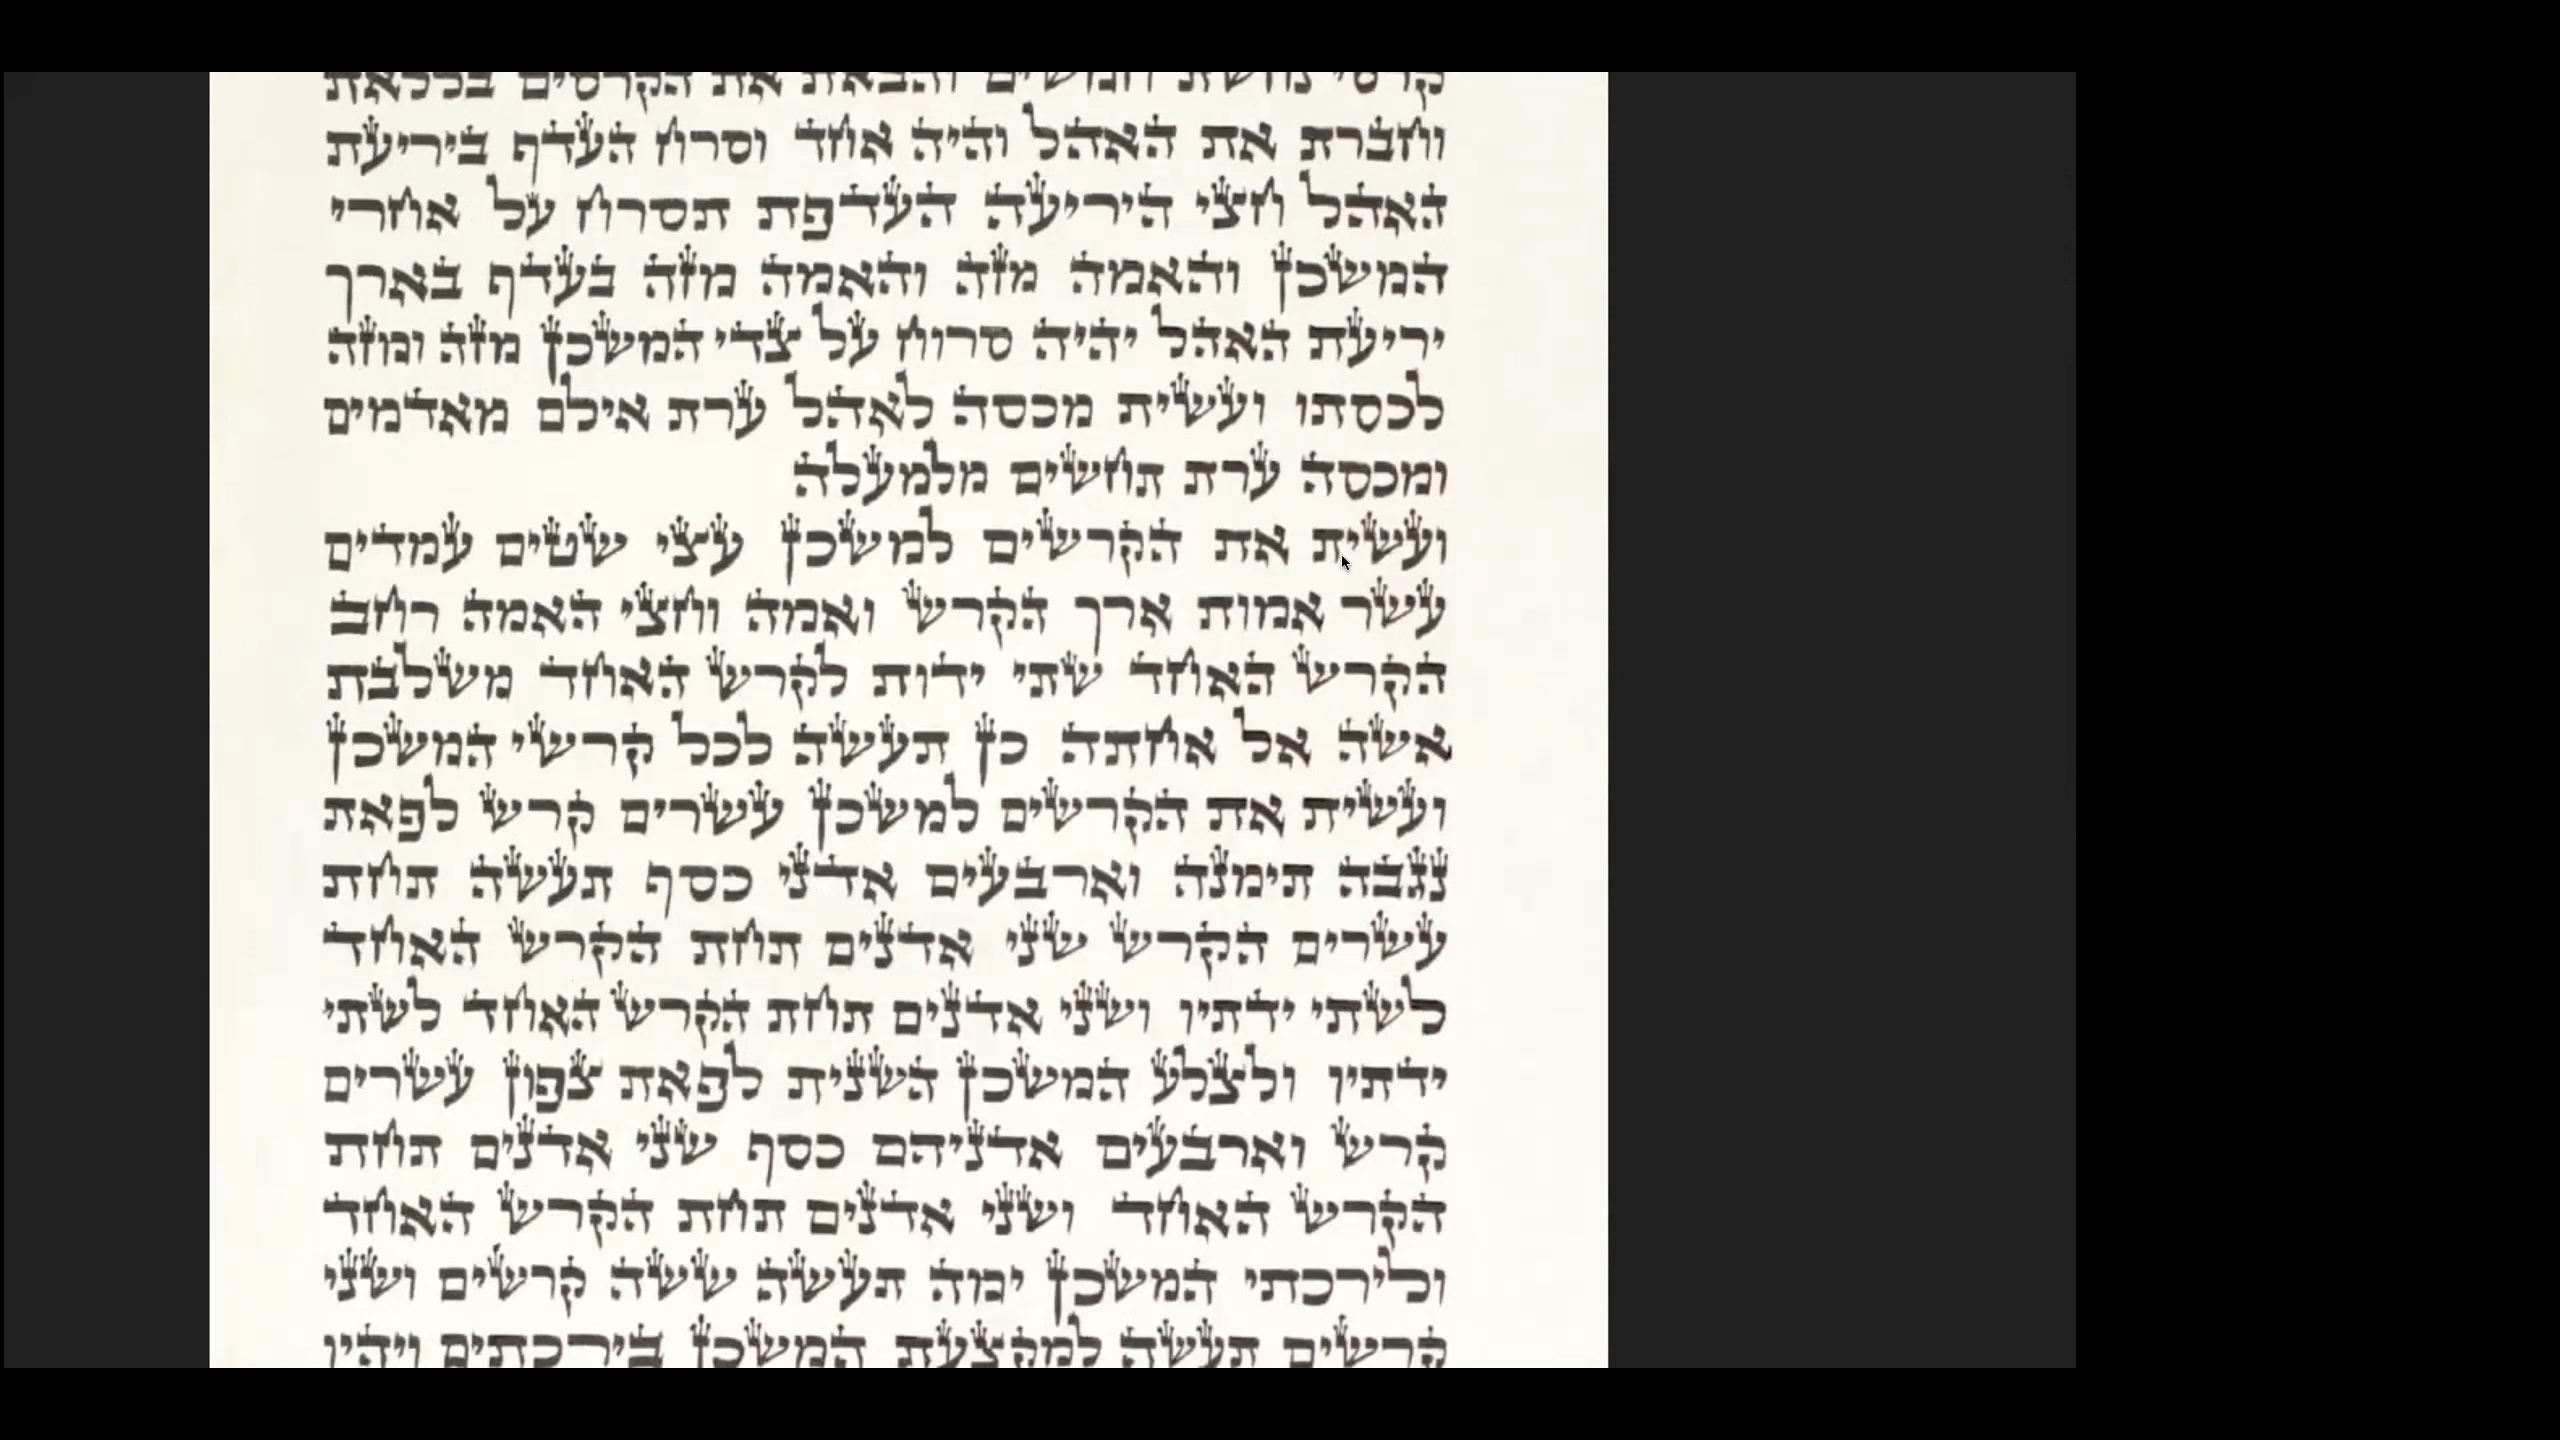 קרסי נחשת חמשים והבאת את הקרסים בללאת
וחברת את האהל והיה אחד וסרח העדף ביריעת
האהל חצי היריעה העדפת תסרח על אחרי
המשכן והאמה מזה והאמה מזה בעדף בארך
יריעת האהל יהיה סרוח על צדי המשכן מזה ומזה
לכסתו ועשית מכסה לאהל ערת אילם מאדמים
ומכסה ערת תחשים מלמעלה
ועשית את הקרשים למשכן עצי שטים עמדים
עשר אמות ארך הקרש ואמה וחצי האמה רחב
הקרש האחד שתי ידות לקרש האחד משלבת
אשה אל אחתה כן תעשה לכל קרשי המשכן
ועשית את הקרשים למשכן עשרים קרש לפאת
נגבה תימנה וארבעים אדני כסף תעשה תחת
עשרים הקרש שני אדנים תחת הקרש האחד
לשתי ידתיו ושני אדנים תחת הקרש האחד לשתי
ידתיו ולצלע המשכן השנית לפאת צפון עשרים
קרש וארבעים אדניהם כסף שני אדנים תחת
הקרש האחד ושני אדנים תחת הקרש האחד
ולירכתי המשכן ימה תעשה ששה קרשים ושני
קרשים תעשה למקצעת המשכן בירכתים ויהיו